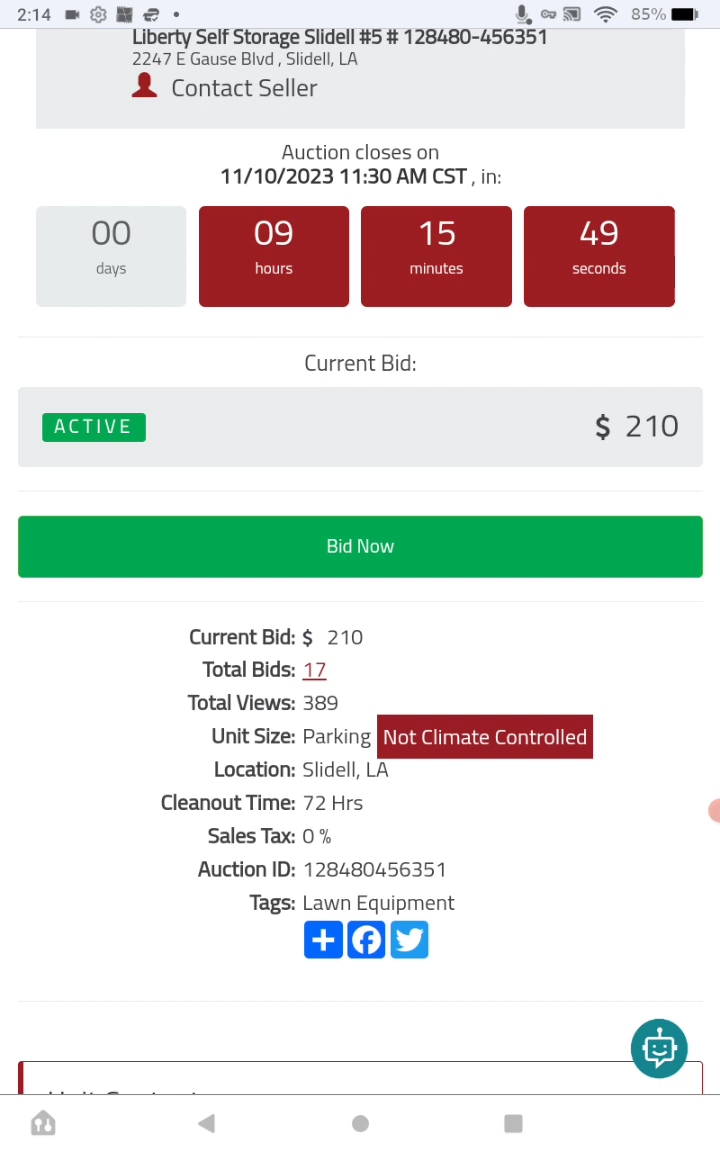 2:14 85%
Liberty Self Storage Slidell #5 # 128480-456351
2247 E Gause Blvd , Slidell, LA
Contact Seller
Auction closes on
11/10/2023 11:30 AM CST , in:
00 09 15 49
days hours minutes seconds
Current Bid:
ACTIVE $ 210
Bid Now
Current Bid: $ 210
Total Bids: 17
Total Views: 389
Unit Size: Parking Not Climate Controlled
Location: Slidell, LA
Cleanout Time: 72 Hrs
Sales Tax: 0 %
Auction ID: 128480456351
Tags: Lawn Equipment